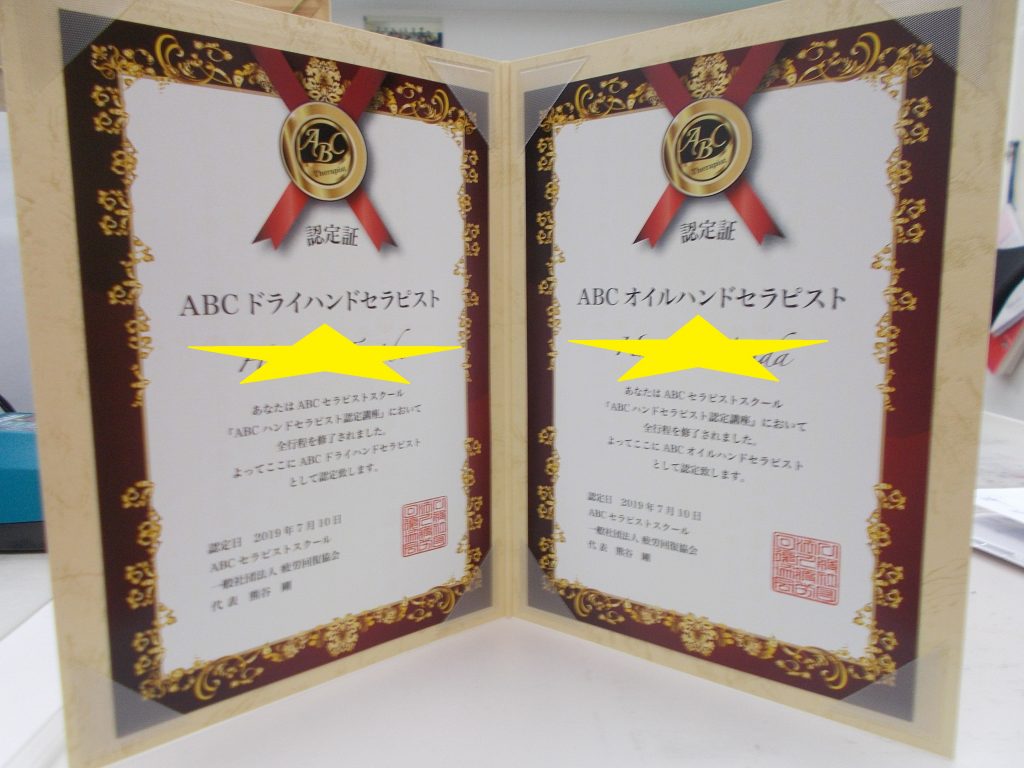 ABC
Therapist
認定証
ABC ドライハンドセラピスト
あなたは ABC セラピストスクール
「ABC ハンドセラピスト認定講座」において
全行程を修了されました。
よってここに ABC ドライハンドセラピスト
として認定致します。
認定日 2019 年 7 月 10 日
ABC セラピストスクール
一般社団法人 疲労回復協会
代 表 熊谷 剛
ABC
Therapist
認定証
ABC オイルハンドセラピスト
あなたは ABC セラピストスクール
「ABC ハンドセラピスト認定講座」において
全行程を修了されました。
よってここに ABC オイルハンドセラピスト
として認定致します。
認定日 2019 年 7 月 10 日
ABC セラピストスクール
一般社団法人 疲労回復協会
代 表 熊谷 剛